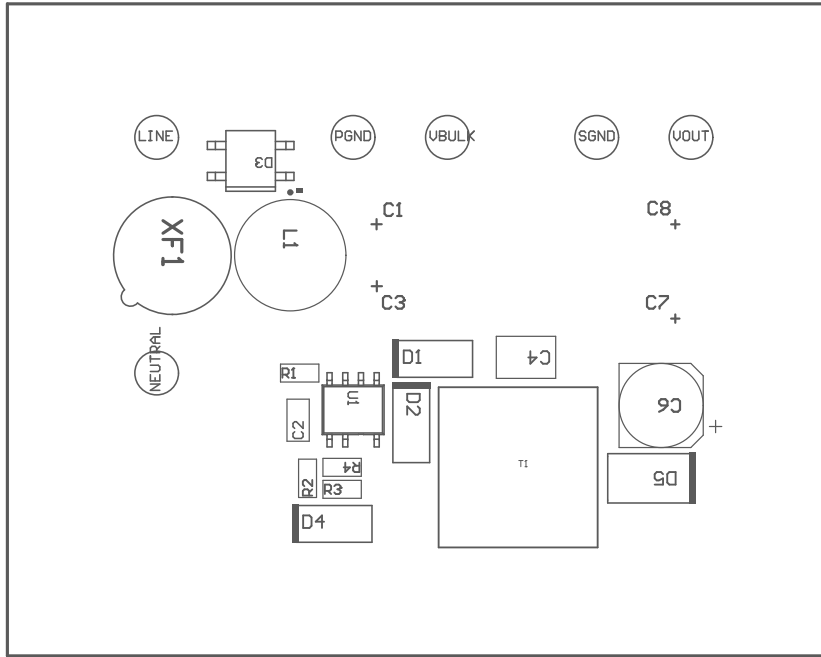 LINE
D3
PGND
VBULK
SGND
VOUT
C1
C8
XF1
L1
C3
C7
NEUTRAL
D1
C4
R1
U1
D2
C6
C2
T1
R4
R2
R3
D5
D4